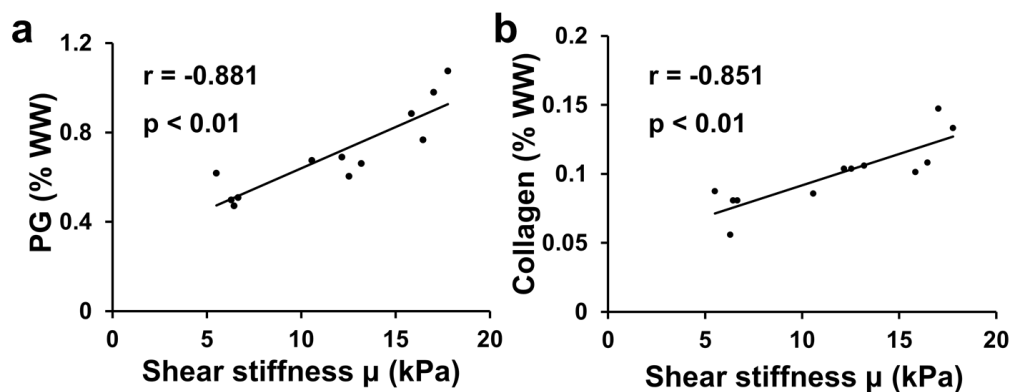 a
r = -0.881
p < 0.01
PG (% WW)
1.2
0.8
0.4
0
0 5 10 15 20
Shear stiffness µ (kPa)
b
r = -0.851
p < 0.01
Collagen (% WW)
0.2
0.15
0.1
0.05
0
0 5 10 15 20
Shear stiffness µ (kPa)